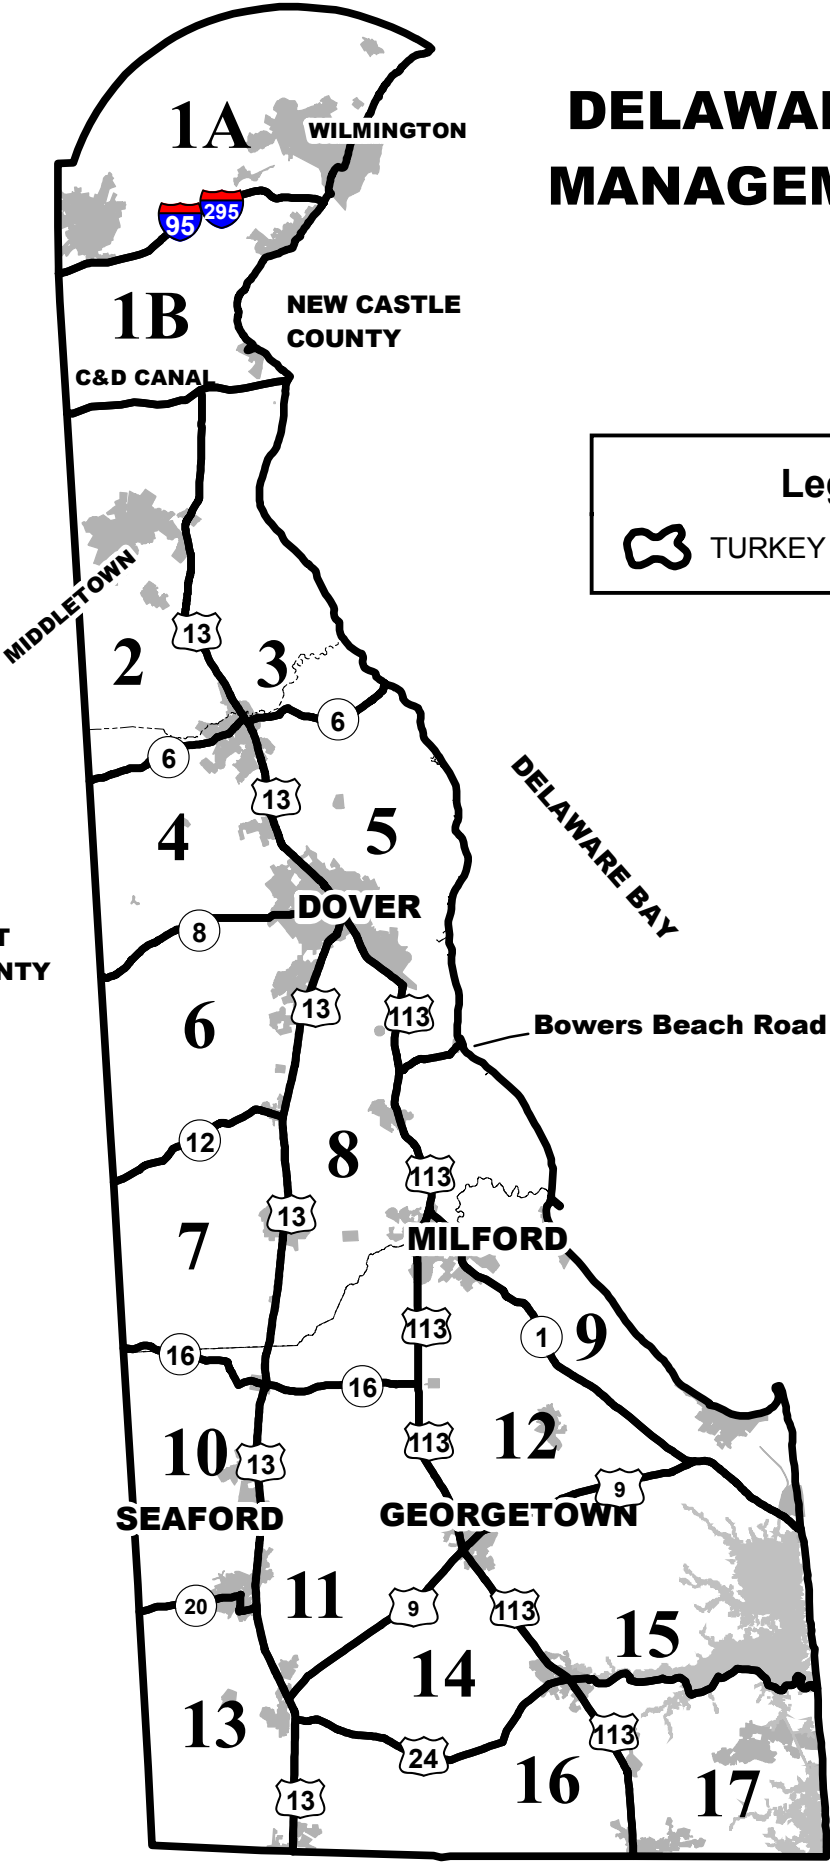 DELAWA
MANAGEM
1A
WILMINGTON
95
295
1B
NEW CASTLE
COUNTY
C&D CANAL
Leg
TURKEY
MIDDLETOWN
13
2
3
6
6
13
4
5
DELAWARE BAY
DOVER
8
T
NTY
13
113
6
Bowers Beach Road
12
8
113
13
7
MILFORD
113
1
9
16
16
10
13
113
12
9
SEAFORD
GEORGETOWN
20
11
9
113
15
14
13
113
24
16
17
13